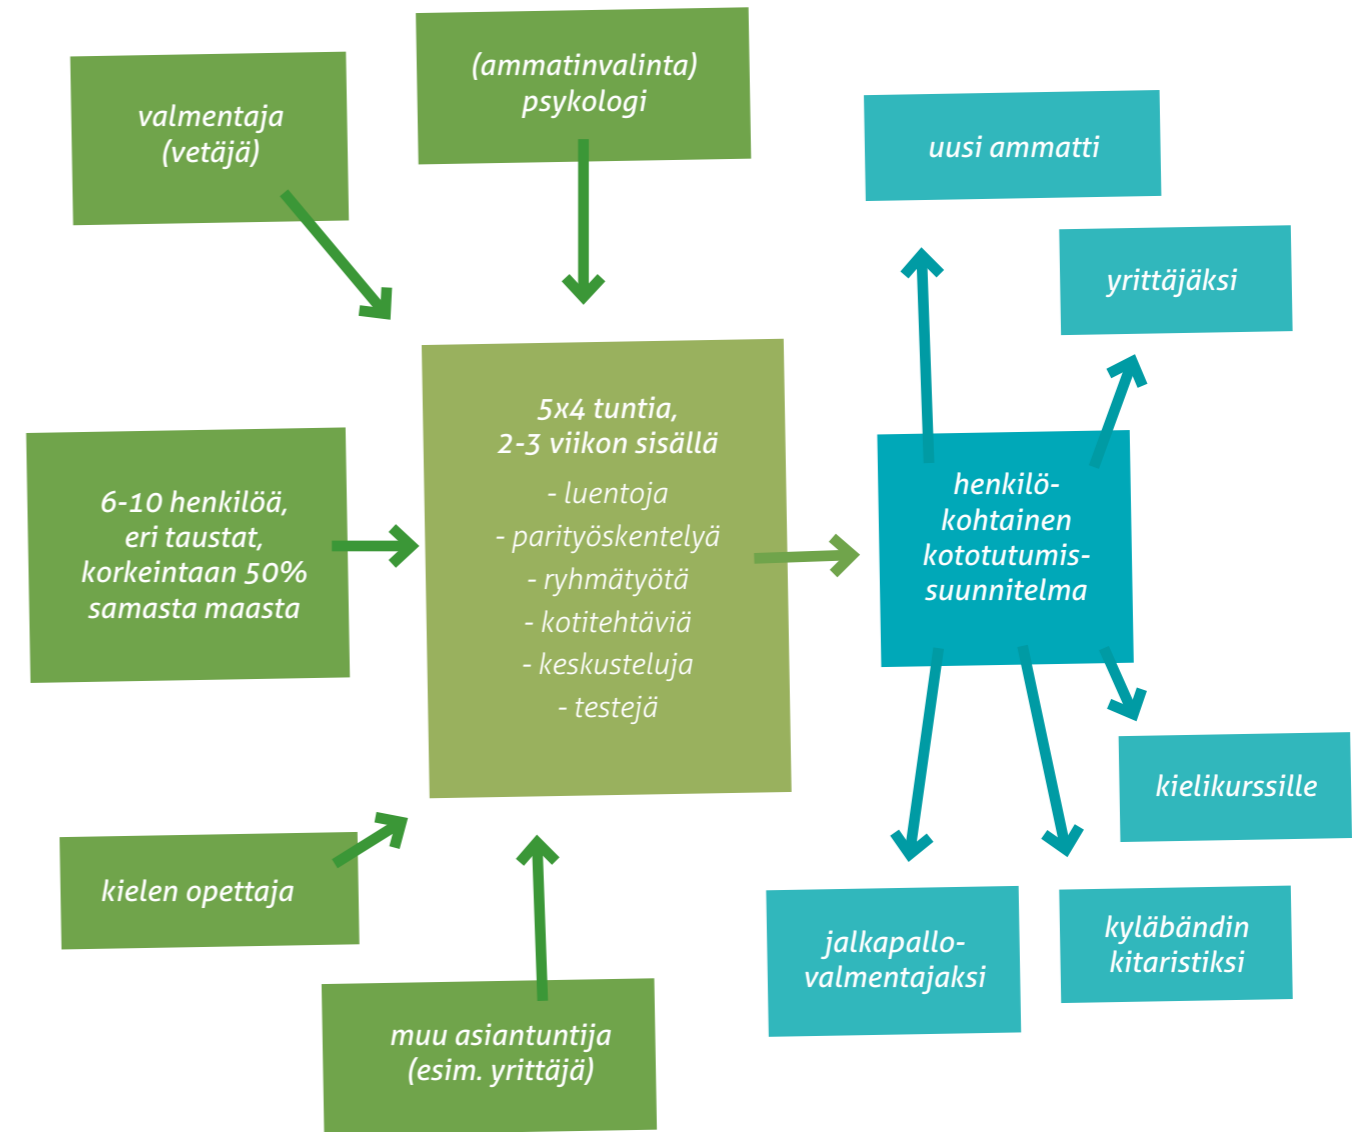 valmentaja
(vetäjä)
(ammatinvalinta)
psykologi
uusi ammatti
yrittäjäksi
6-10 henkilöä,
eri taustat,
korkeintaan 50%
samasta maasta
5x4 tuntia,
2-3 viikon sisällä
- luentoja
- parityöskentelyä
- ryhmätyötä
- kotitehtäviä
- keskusteluja
- testejä
henkilö-
kohtainen
kototutumis-
suunnitelma
kielikurssille
kielen opettaja
jalkapallo-
valmentajaksi
kyläbändin
kitaristiksi
muu asiantuntija
(esim. yrittäjä)